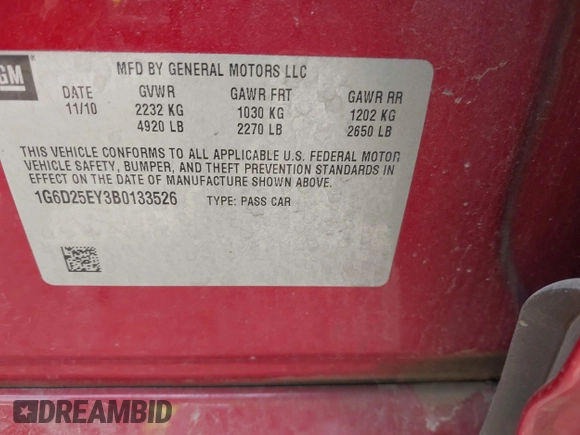 GM
®
MFD BY GENERAL MOTORS LLC
DATE GVWR GAWR FRT GAWR RR
11/10 2232 KG 1030 KG 1202 KG
4920 LB 2270 LB 2650 LB
THIS VEHICLE CONFORMS TO ALL APPLICABLE U.S. FEDERAL MOTOR
VEHICLE SAFETY, BUMPER, AND THEFT PREVENTION STANDARDS IN
EFFECT ON THE DATE OF MANUFACTURE SHOWN ABOVE.
1G6D25EY3B0133526 TYPE: PASS CAR
DREAMBID